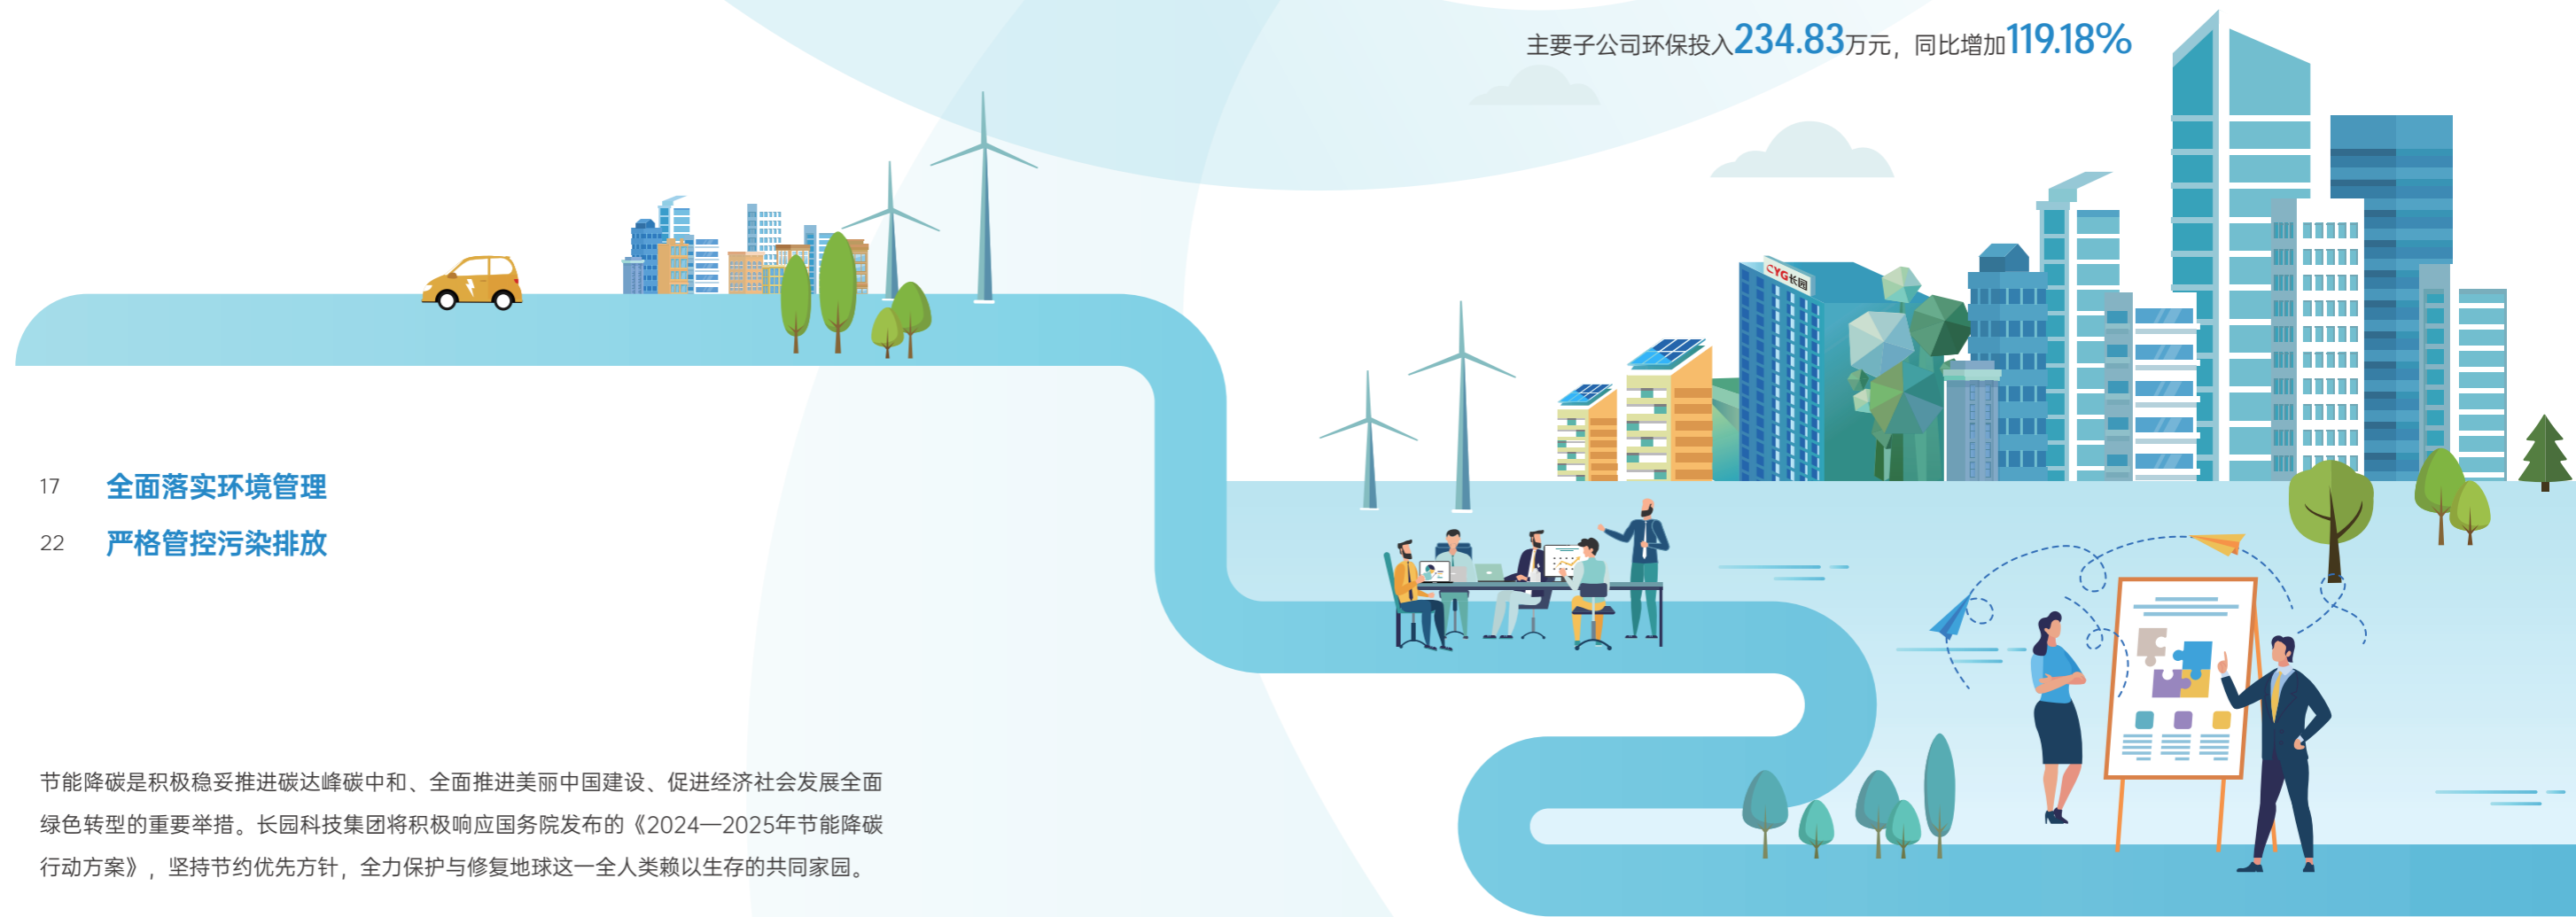 主要子公司环保投入234.83万元，同比增加119.18%
CYG长园
17 全面落实环境管理
22 严格管控污染排放
节能降碳是积极稳妥推进碳达峰碳中和、全面推进美丽中国建设、促进经济社会发展全面
绿色转型的重要举措。长园科技集团将积极响应国务院发布的《2024—2025年节能降碳
行动方案》，坚持节约优先方针，全力保护与修复地球这一全人类赖以生存的共同家园。